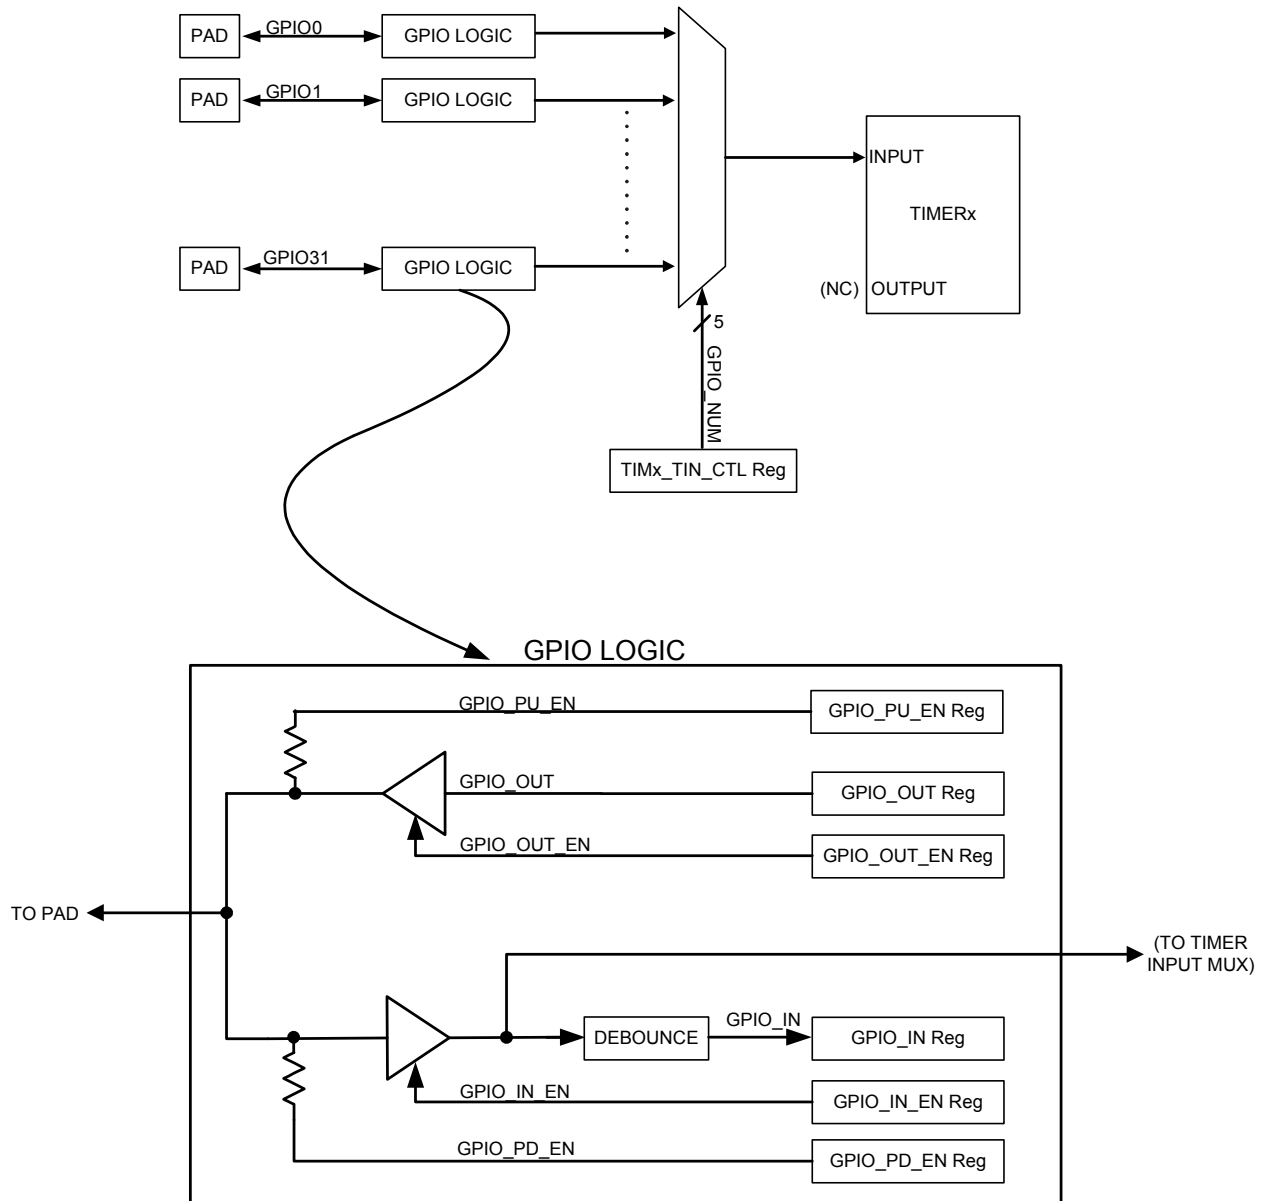 PAD GPIO0 GPIO LOGIC
PAD GPIO1 GPIO LOGIC
INPUT
TIMERx
PAD GPIO31 GPIO LOGIC
(NC) OUTPUT
5
GPIO_NUM
TIMx_TIN_CTL Reg
GPIO LOGIC
GPIO_PU_EN GPIO_PU_EN Reg
GPIO_OUT GPIO_OUT Reg
GPIO_OUT_EN GPIO_OUT_EN Reg
TO PAD
(TO TIMER
INPUT MUX)
DEBOUNCE GPIO_IN GPIO_IN Reg
GPIO_IN_EN GPIO_IN_EN Reg
GPIO_PD_EN GPIO_PD_EN Reg